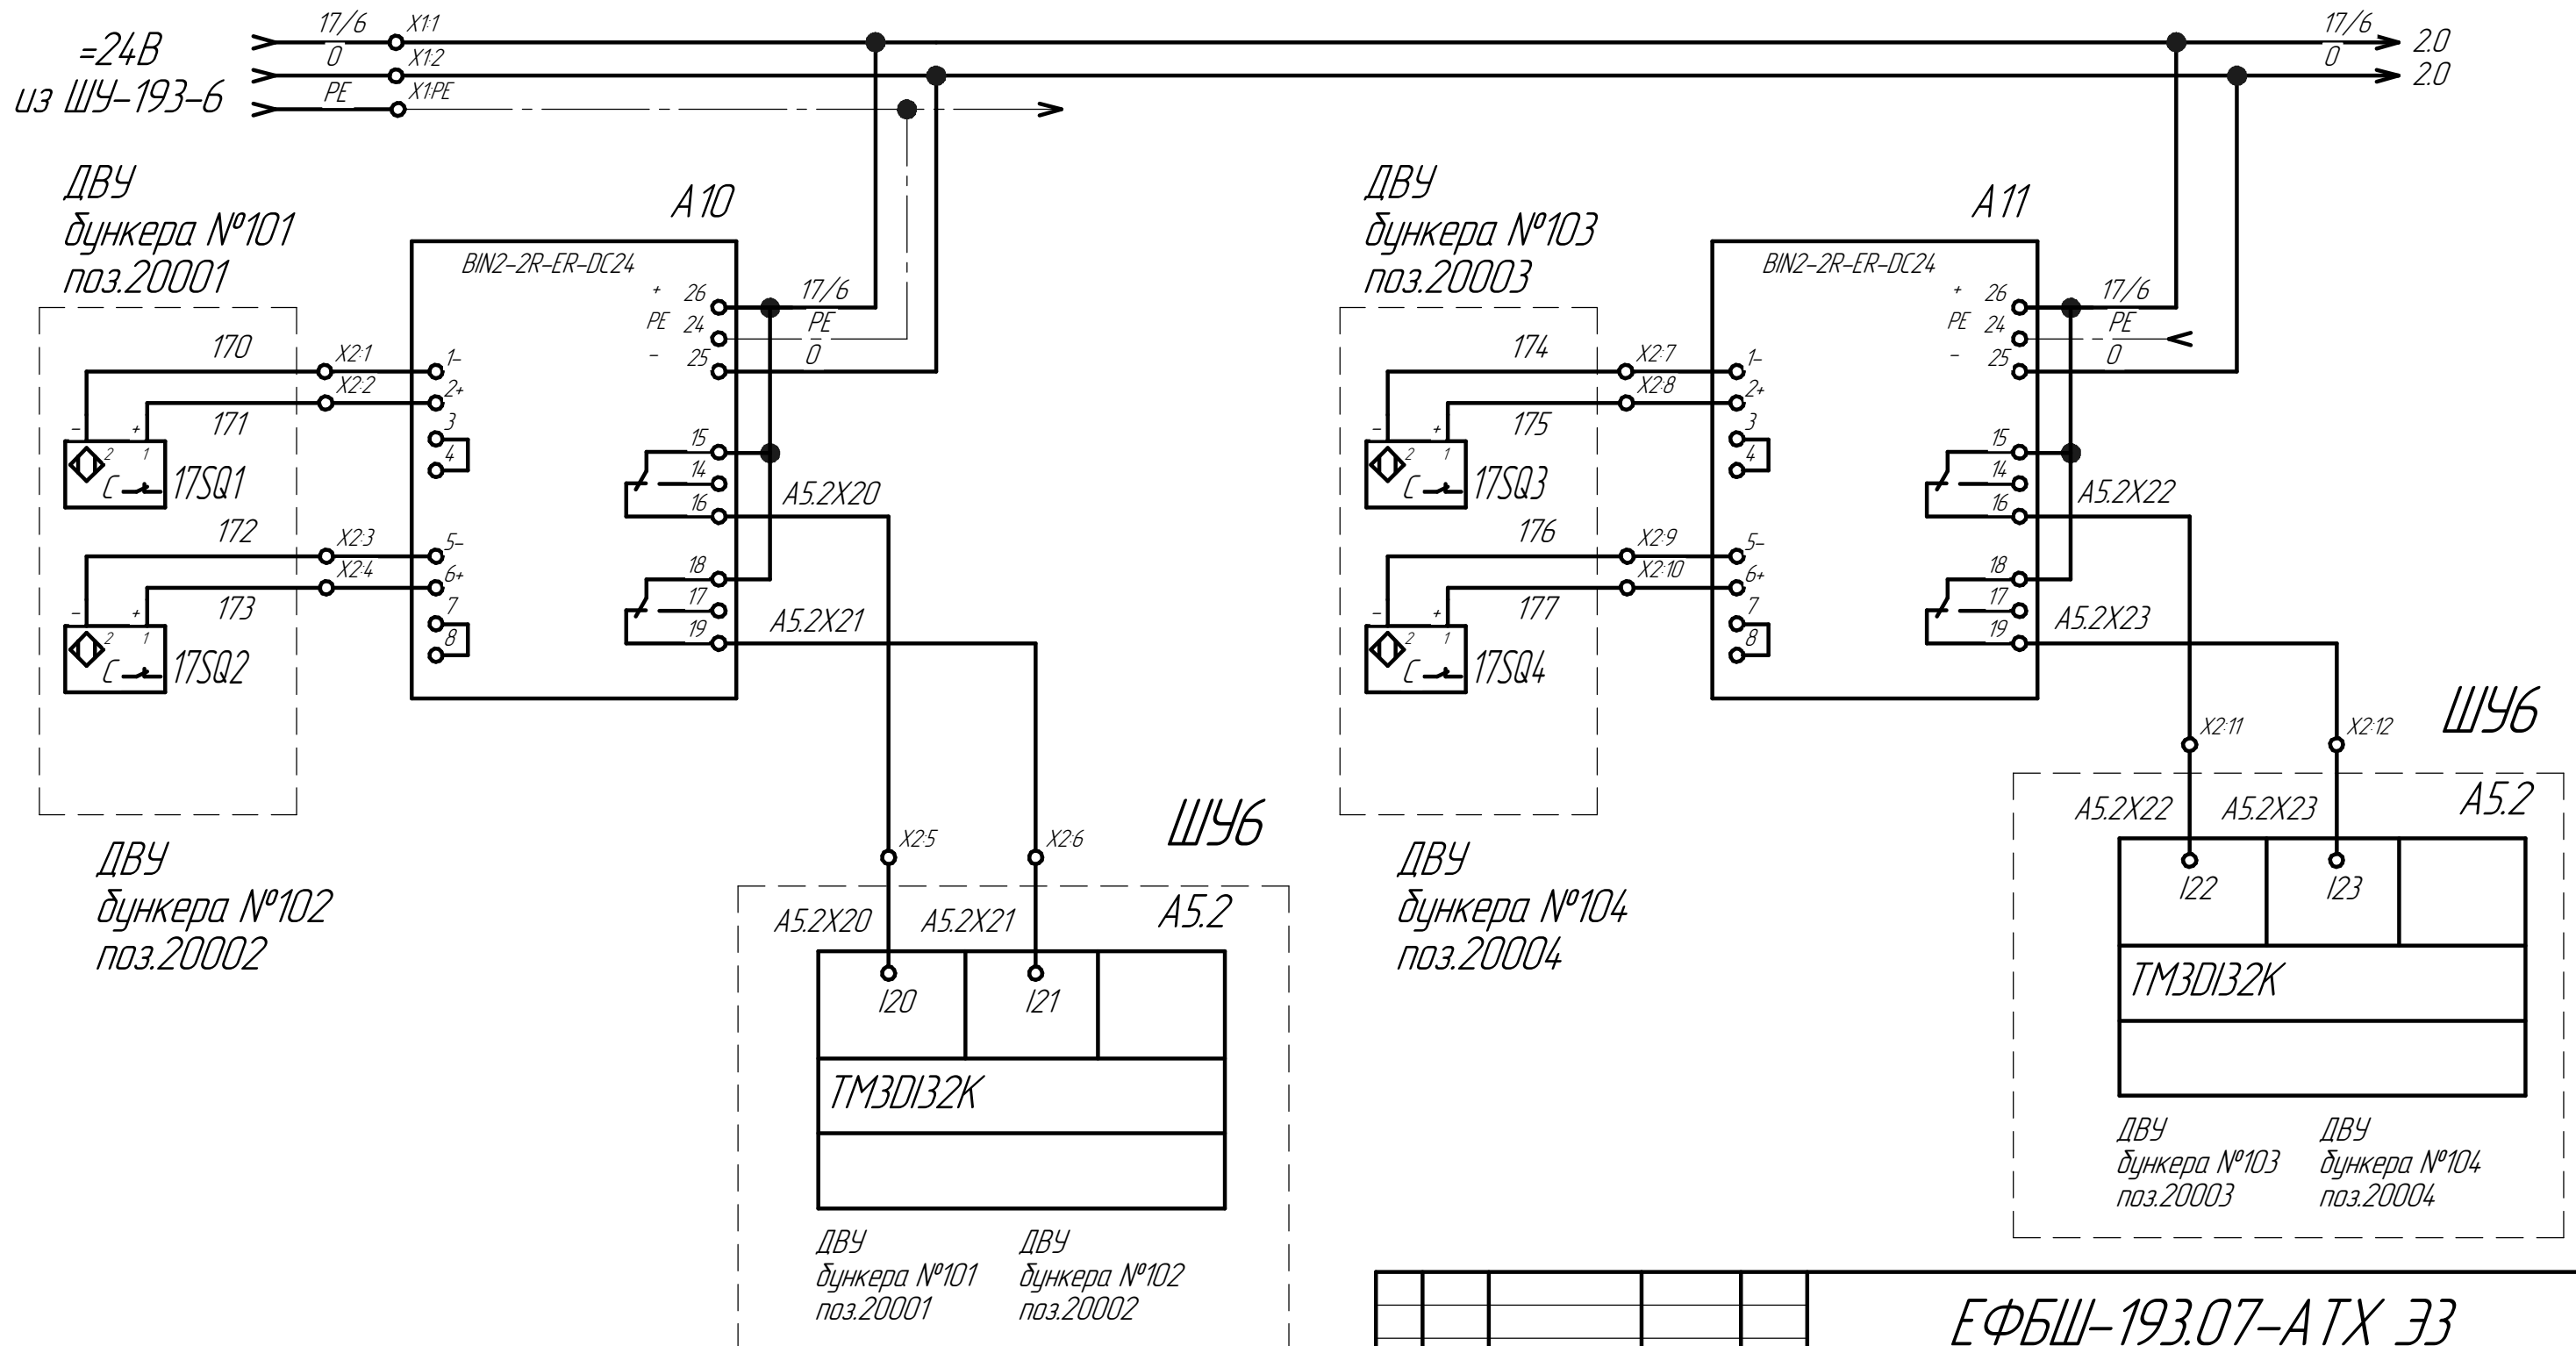 =24В
из ШУ-193-6
17/6
X1:1
0
X1:2
PE
X1:PE
17/6
2.0
0
2.0
ДВУ
бункера №101
поз.20001
A10
BIN2-2R-ER-DC24
+ 26
PE 24
- 25
17/6
PE
0
170
X2:1
1-
X2:2
2+
171
3
4
- +
2 1
C
17SQ1
15
14
16
A5.2X20
172
X2:3
5-
X2:4
6+
173
7
8
- +
2 1
C
17SQ2
18
17
19
A5.2X21
ДВУ
бункера №102
поз.20002
X2:5
X2:6
ШУ6
A5.2X20
A5.2X21
A5.2
I20
I21
TM3DI32K
ДВУ
бункера №101
поз.20001
ДВУ
бункера №102
поз.20002
ДВУ
бункера №103
поз.20003
A11
BIN2-2R-ER-DC24
+ 26
PE 24
- 25
17/6
PE
0
174
X2:7
1-
X2:8
2+
175
3
4
- +
2 1
C
17SQ3
15
14
16
A5.2X22
176
X2:9
5-
X2:10
6+
177
7
8
- +
2 1
C
17SQ4
18
17
19
A5.2X23
ДВУ
бункера №104
поз.20004
X2:11
X2:12
ШУ6
A5.2X22
A5.2X23
A5.2
I22
I23
TM3DI32K
ДВУ
бункера №103
поз.20003
ДВУ
бункера №104
поз.20004
ЕФБШ-193.07-АТХ ЭЗ